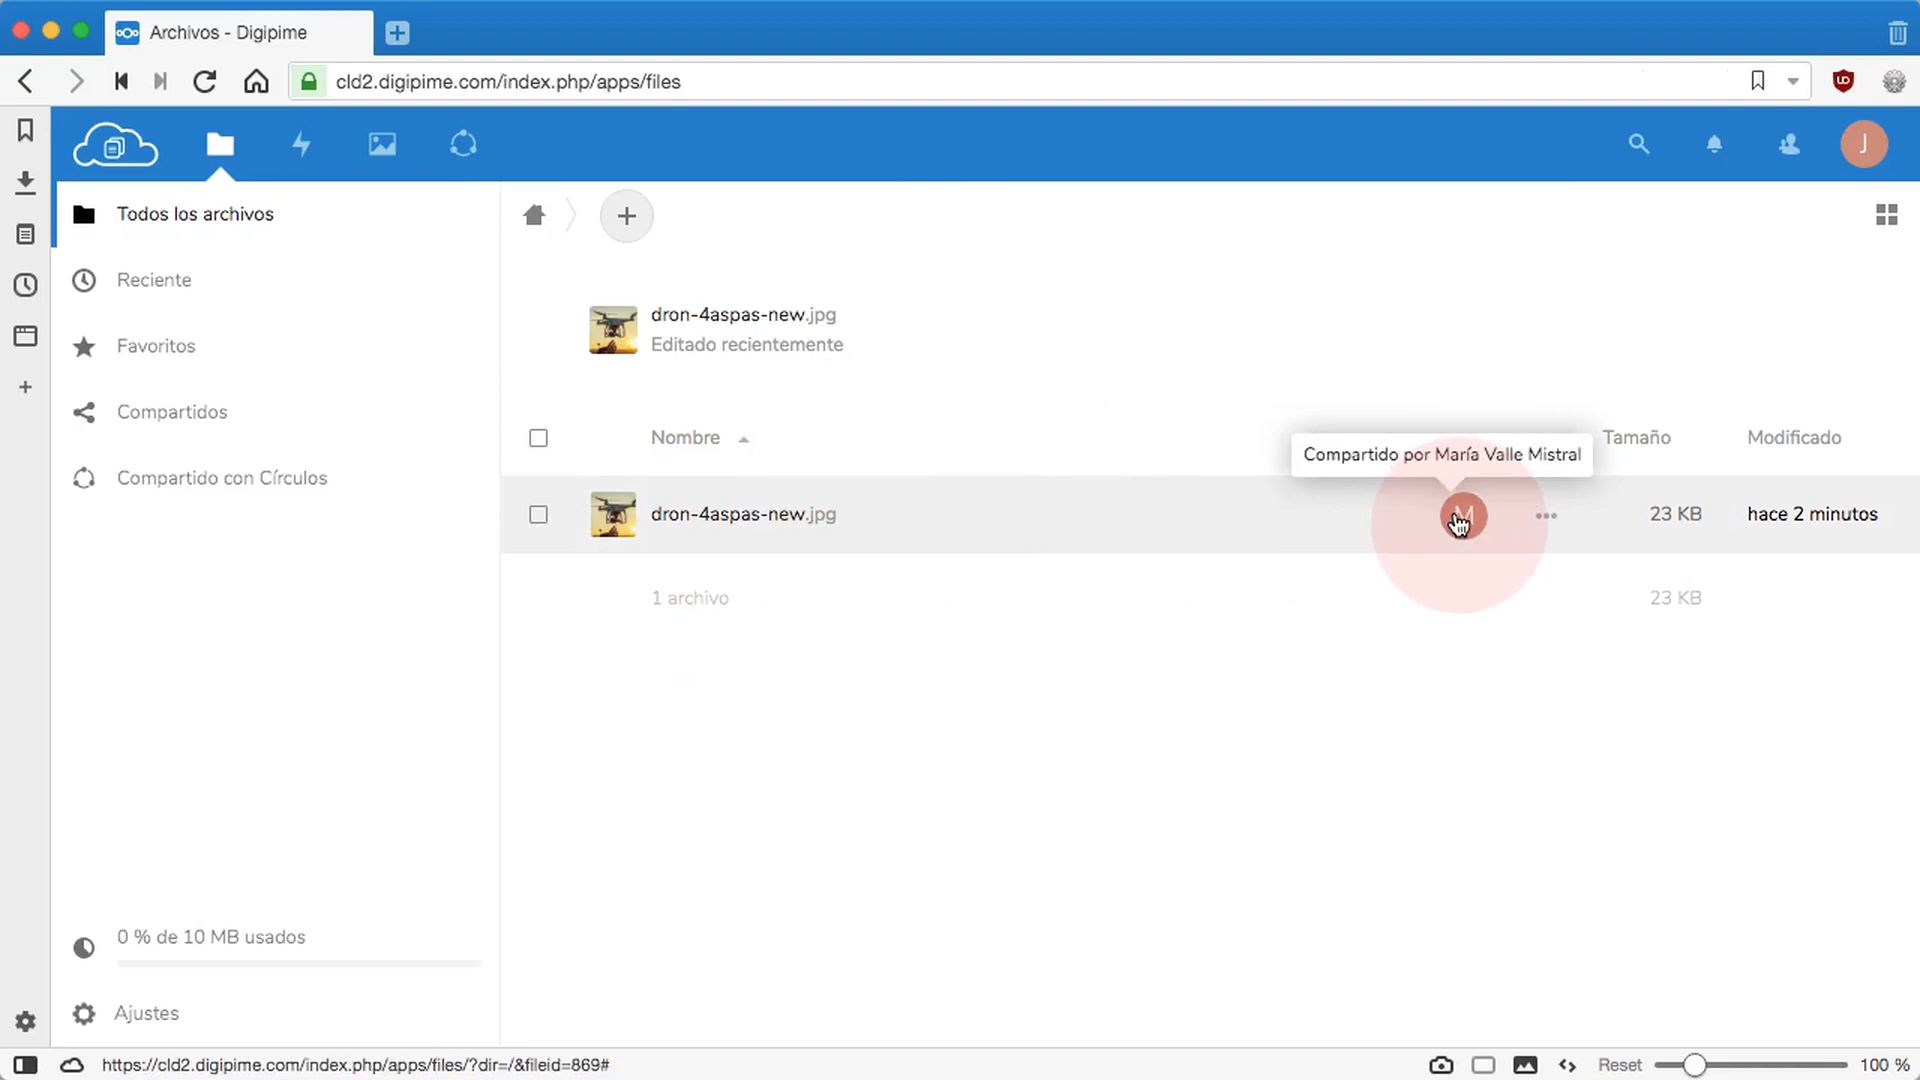 Archivos - Digipime
cld2.digipime.com/index.php/apps/files
J
Todos los archivos
Reciente
Favoritos
Compartidos
Compartido con Círculos
dron-4aspas-new.jpg
Editado recientemente
Nombre
Tamaño
Modificado
Compartido por María Valle Mistral
dron-4aspas-new.jpg
M
23 KB
hace 2 minutos
1 archivo
23 KB
0 % de 10 MB usados
Ajustes
https://cld2.digipime.com/index.php/apps/files/?dir=/&fileid=869#
Reset
100 %